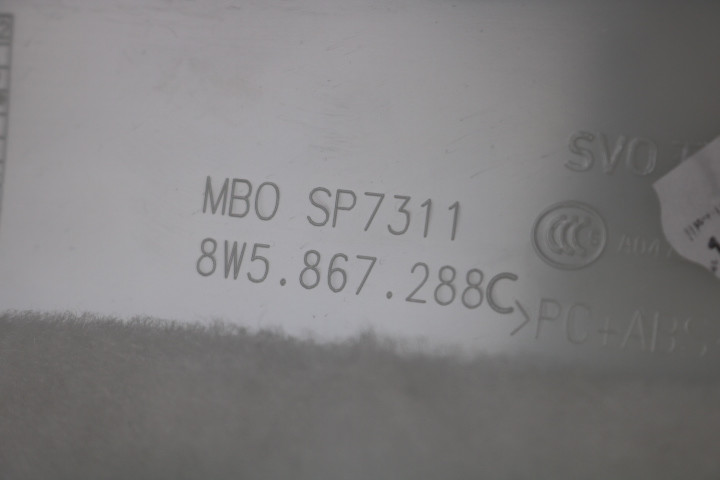 MBO SP7311
8W5.867.288C
SVO
>PC+ABS